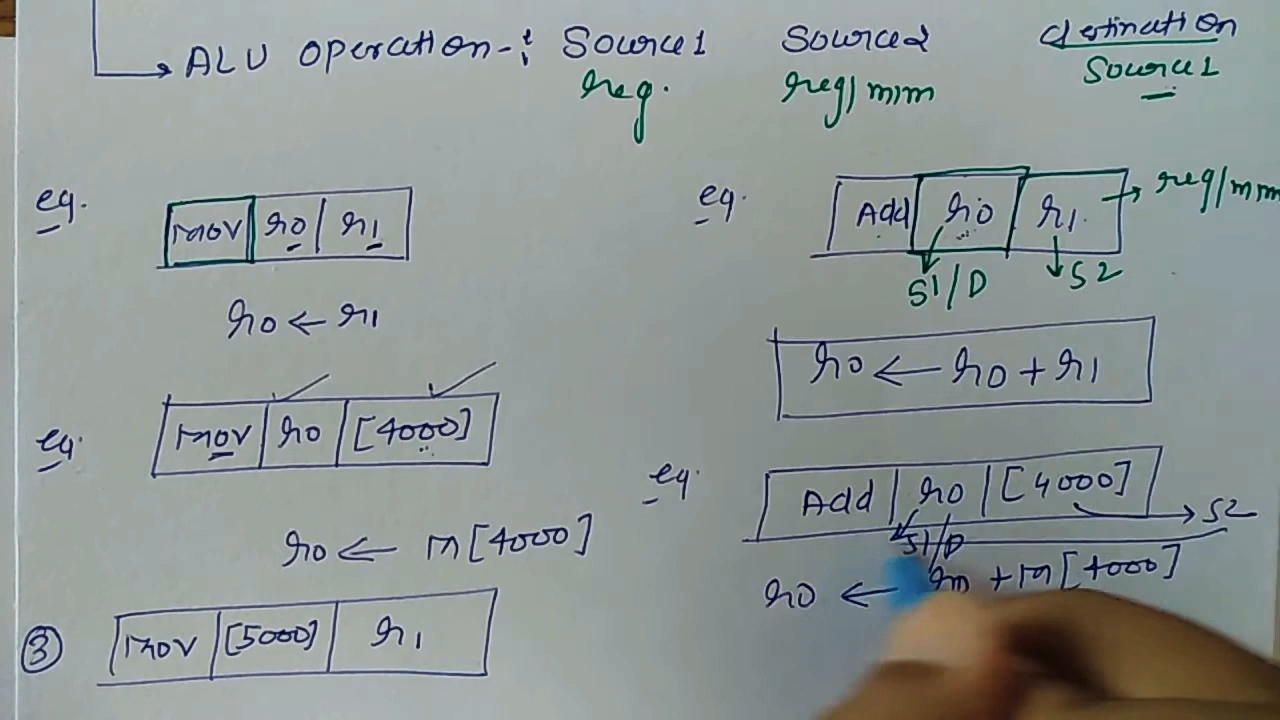 ALU operation-: Source1 Source2 destination
reg. reg/mm Source1
eg. mov r0 r1
r0 ← r1
eg. mov r0 [4000]
r0 ← m[4000]
③ mov [5000] r1
eg. Add r0 r1 → reg/mm
S1/D S2
r0 ← r0 + r1
eg. Add r0 [4000] → S2
S1/D
r0 ← + m[4000]